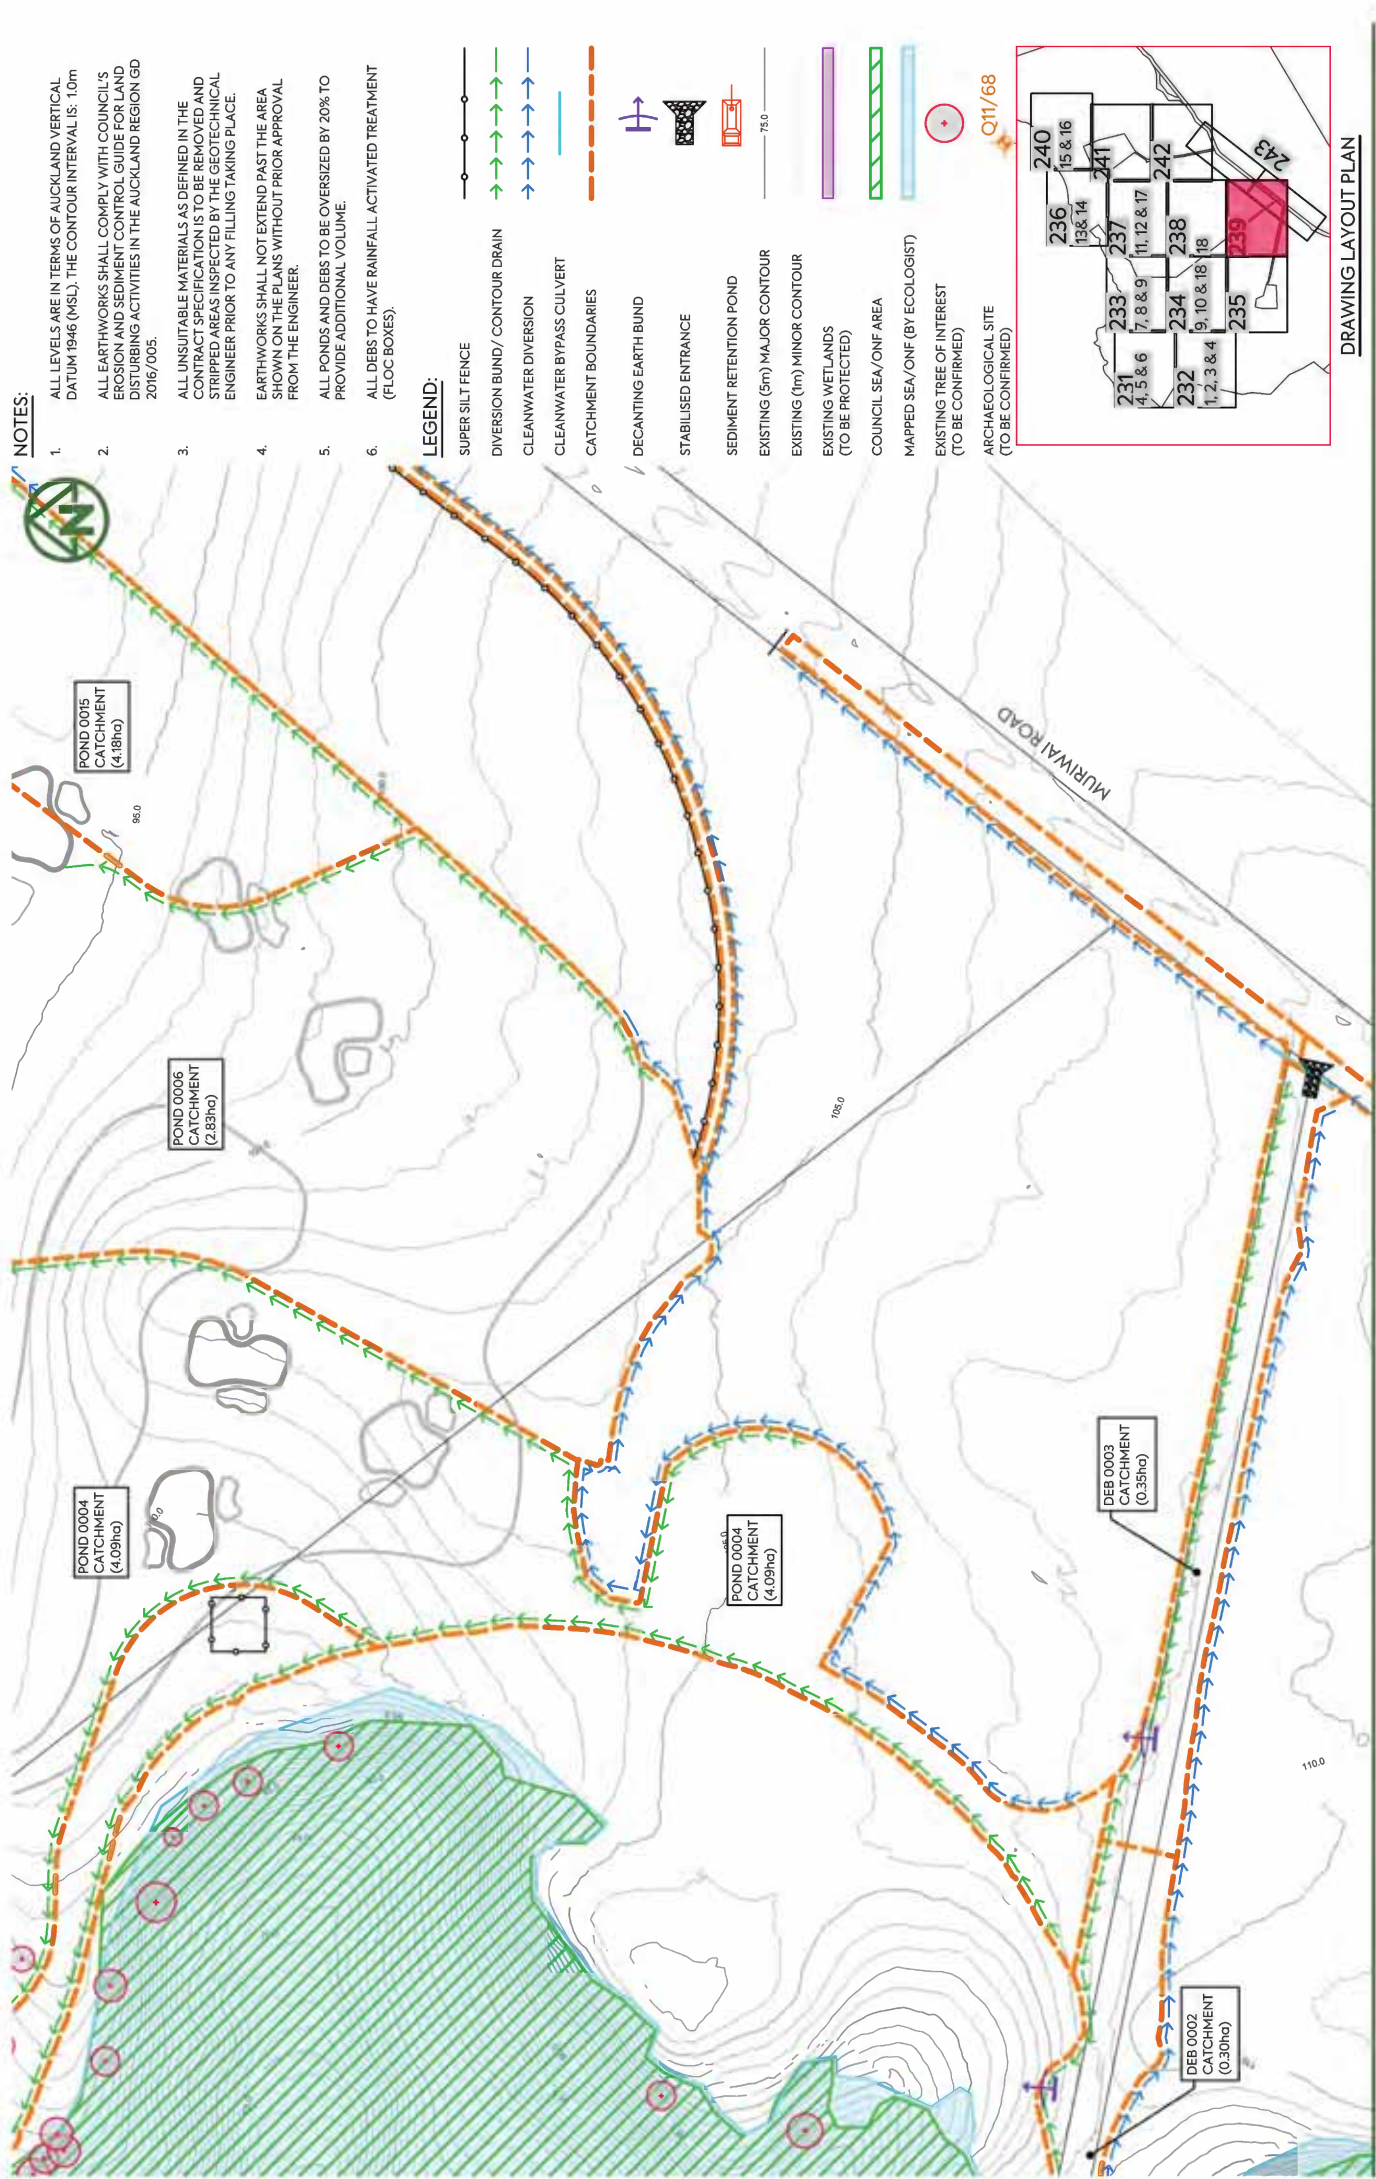 NOTES:
1. ALL LEVELS ARE IN TERMS OF AUCKLAND VERTICAL
DATUM 1946 (MSL). THE CONTOUR INTERVAL IS: 1.0m
2. ALL EARTHWORKS SHALL COMPLY WITH COUNCIL'S
EROSION AND SEDIMENT CONTROL GUIDE FOR LAND
DISTURBING ACTIVITIES IN THE AUCKLAND REGION GD
2016/005.
3. ALL UNSUITABLE MATERIALS AS DEFINED IN THE
CONTRACT SPECIFICATION IS TO BE REMOVED AND
STRIPPED AREAS INSPECTED BY THE GEOTECHNICAL
ENGINEER PRIOR TO ANY FILLING TAKING PLACE.
4. EARTHWORKS SHALL NOT EXTEND PAST THE AREA
SHOWN ON THE PLANS WITHOUT PRIOR APPROVAL
FROM THE ENGINEER.
5. ALL PONDS AND DEBTS TO BE OVERSIZED BY 20% TO
PROVIDE ADDITIONAL VOLUME.
6. ALL DEBS TO HAVE RAINFALL ACTIVATED TREATMENT
(FLOC BOXES).
LEGEND:
SUPER SILT FENCE
DIVERSION BUND/ CONTOUR DRAIN
CLEANWATER DIVERSION
CLEANWATER BYPASS CULVERT
CATCHMENT BOUNDARIES
DECANTING EARTH BUND
STABILISED ENTRANCE
SEDIMENT RETENTION POND
EXISTING (5m) MAJOR CONTOUR
75.0
EXISTING (1m) MINOR CONTOUR
EXISTING WETLANDS
(TO BE PROTECTED)
COUNCIL SEA/ONF AREA
MAPPED SEA/ONF (BY ECOLOGIST)
EXISTING TREE OF INTEREST
(TO BE CONFIRMED)
ARCHAEOLOGICAL SITE
(TO BE CONFIRMED)
Q11/68
240
15 & 16
236
13& 14
241
237
11, 12 & 17
242
233
7, 8 & 9
238
18
243
231
4, 5 & 6
234
9, 10 & 18
239
232
1, 2, 3 & 4
235
DRAWING LAYOUT PLAN
N
POND 0015
CATCHMENT
(4.18ha)
95.0
POND 0006
CATCHMENT
(2.83ha)
POND 0004
CATCHMENT
(4.09ha)
POND 0004
CATCHMENT
(4.09ha)
105.0
MURIWAI ROAD
DEB 0003
CATCHMENT
(0.35ha)
DEB 0002
CATCHMENT
(0.30ha)
110.0